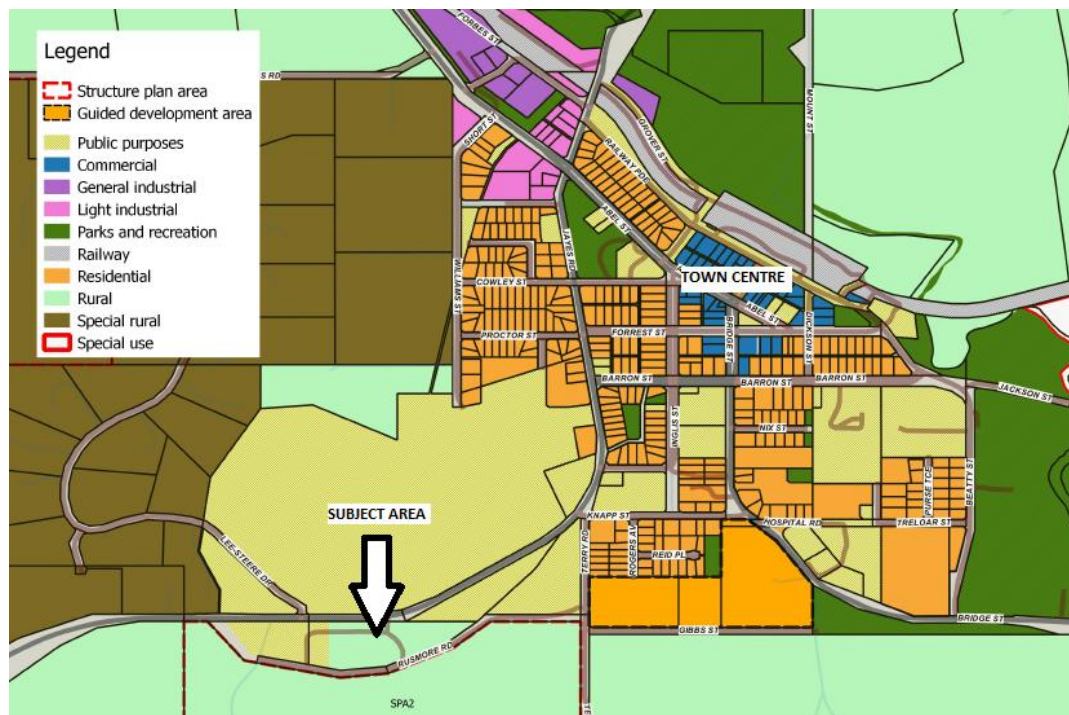 Legend
Structure plan area
Guided development area
Public purposes
Commercial
General industrial
Light industrial
Parks and recreation
Railway
Residential
Rural
Special rural
Special use
FORBES ST
S RD
MOUNT ST
GROVER ST
SHORT ST
RAILWAY PDE
ABEL ST
JAYES RD
WILLIAMS ST
COWLEY ST
TOWN CENTRE
ABEL ST
PROCTOR ST
FORREST ST
BRIDGE ST
DICKSON ST
BARRON ST
BARRON ST
BARRON ST
JACKSON ST
INGLIS ST
NIX ST
PURSE TCE
BEATTY ST
SUBJECT AREA
KNAPP ST
HOSPITAL RD
TRELOAR ST
TERRY RD
ROGERS AV
REID PL
LEE-STEERE DR
GIBBS ST
BRIDGE ST
RUSMORE RD
SPA2
TE